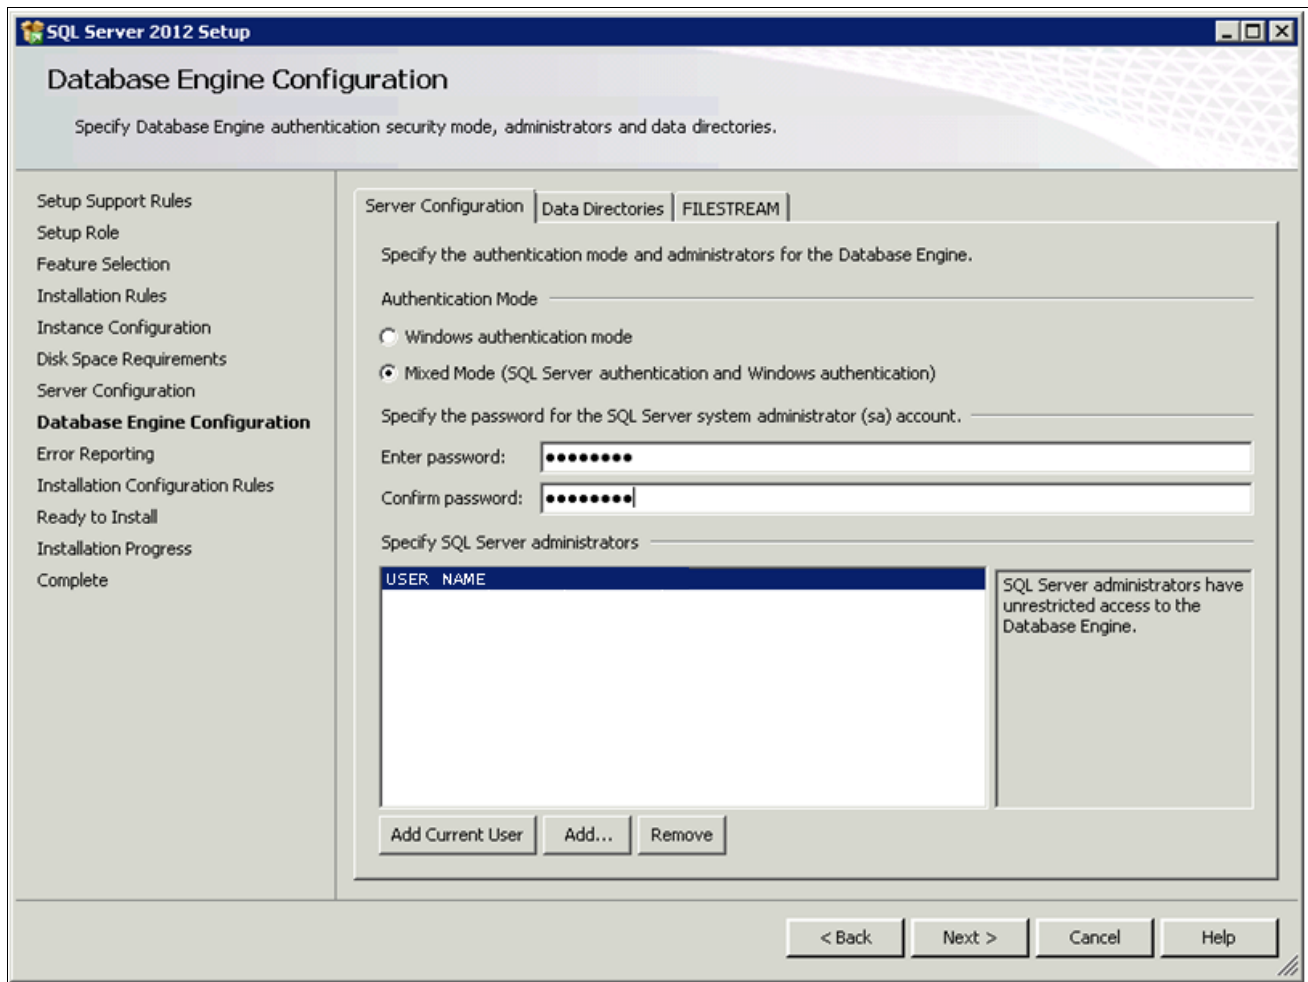 SQL Server 2012 Setup
Database Engine Configuration
Specify Database Engine authentication security mode, administrators and data directories.
Setup Support Rules
Setup Role
Feature Selection
Installation Rules
Instance Configuration
Disk Space Requirements
Server Configuration
Database Engine Configuration
Error Reporting
Installation Configuration Rules
Ready to Install
Installation Progress
Complete
Server Configuration
Data Directories
FILESTREAM
Specify the authentication mode and administrators for the Database Engine.
Authentication Mode
Windows authentication mode
Mixed Mode (SQL Server authentication and Windows authentication)
Specify the password for the SQL Server system administrator (sa) account.
Enter password: ●●●●●●●●
Confirm password: ●●●●●●●●
Specify SQL Server administrators
USER NAME
SQL Server administrators have
unrestricted access to the
Database Engine.
Add Current User
Add...
Remove
< Back
Next >
Cancel
Help